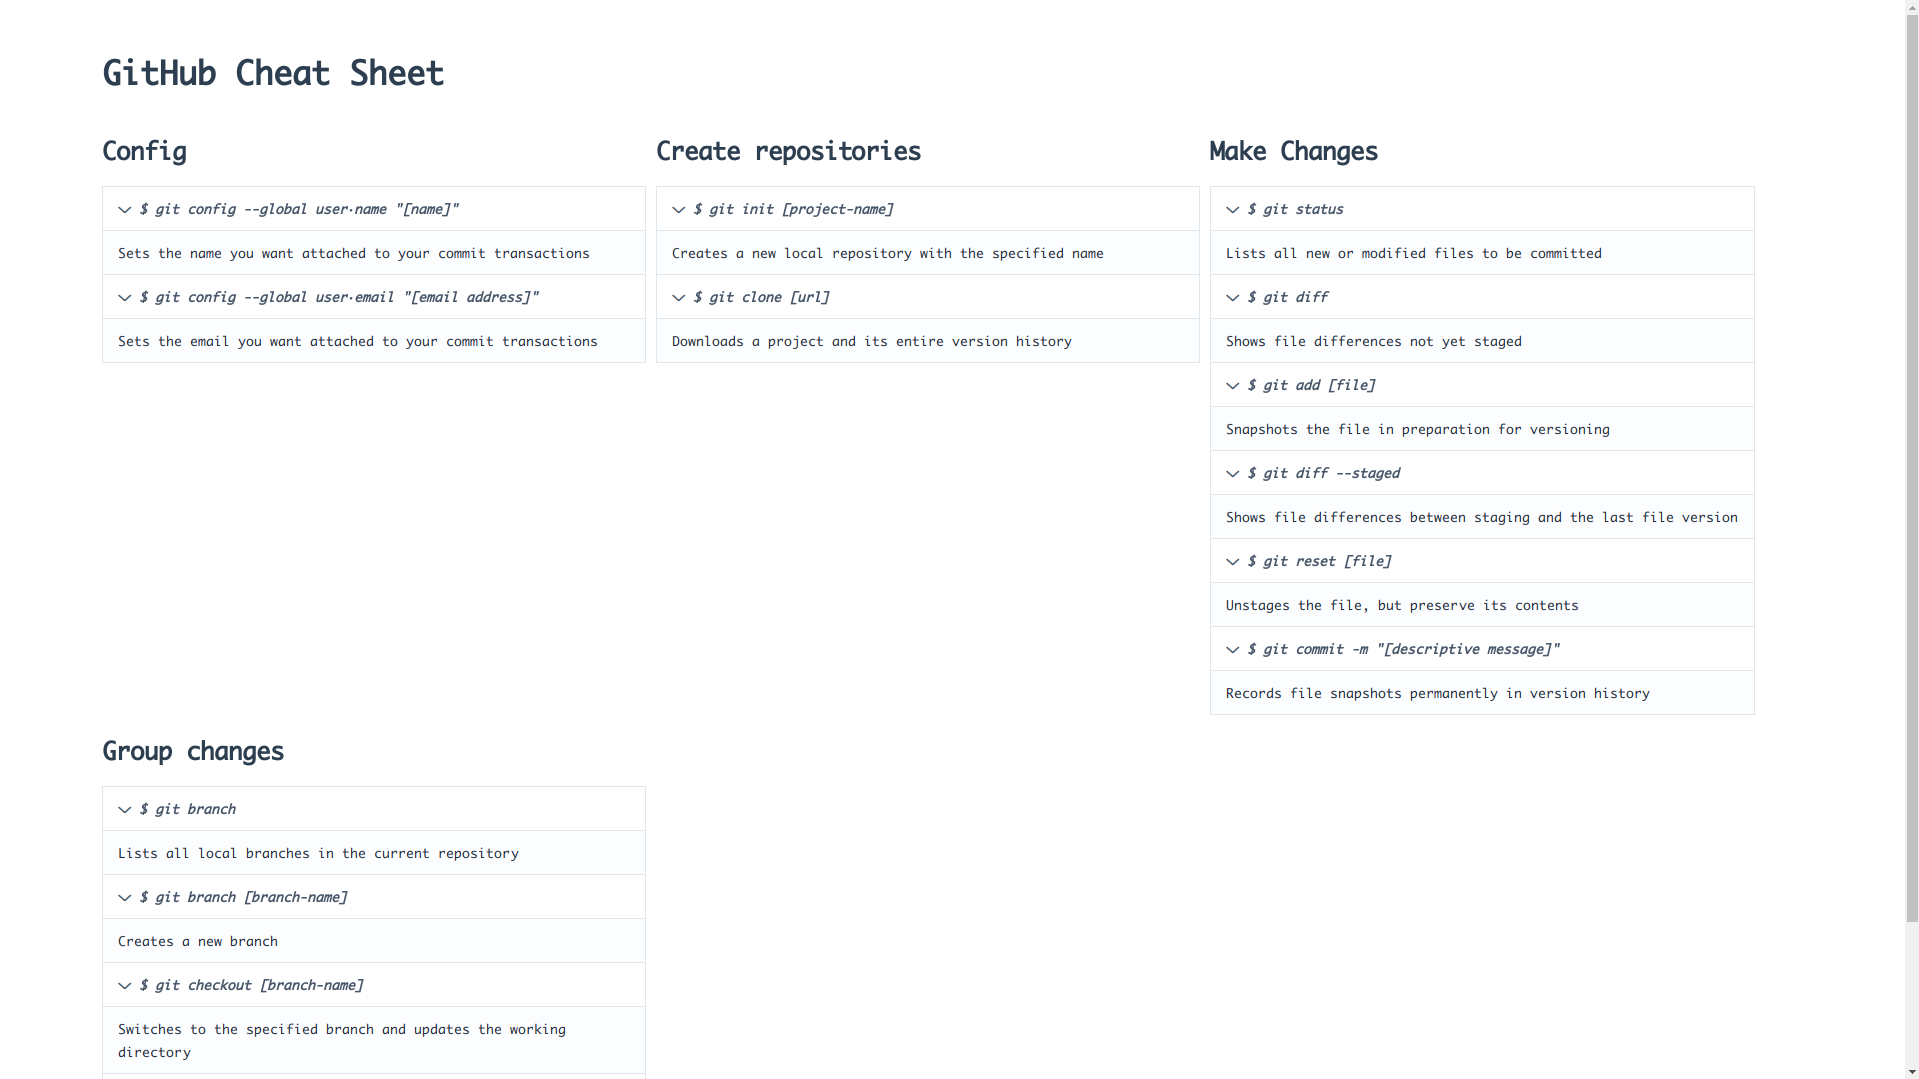 GitHub Cheat Sheet
Config
$ git config --global user·name "[name]"
Sets the name you want attached to your commit transactions
$ git config --global user·email "[email address]"
Sets the email you want attached to your commit transactions
Create repositories
$ git init [project-name]
Creates a new local repository with the specified name
$ git clone [url]
Downloads a project and its entire version history
Make Changes
$ git status
Lists all new or modified files to be committed
$ git diff
Shows file differences not yet staged
$ git add [file]
Snapshots the file in preparation for versioning
$ git diff --staged
Shows file differences between staging and the last file version
$ git reset [file]
Unstages the file, but preserve its contents
$ git commit -m "[descriptive message]"
Records file snapshots permanently in version history
Group changes
$ git branch
Lists all local branches in the current repository
$ git branch [branch-name]
Creates a new branch
$ git checkout [branch-name]
Switches to the specified branch and updates the working
directory